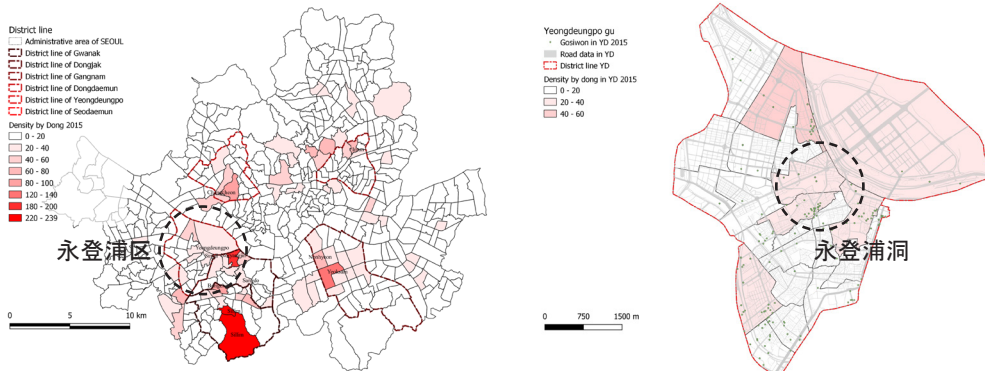 District line
Administrative area of SEOUL
District line of Gwanak
District line of Dongjak
District line of Gangnam
District line of Dongdaemun
District line of Yeongdeungpo
District line of Seodaemun
Density by Dong 2015
0 - 20
20 - 40
40 - 60
60 - 80
80 - 100
120 - 140
180 - 200
220 - 239
Yeongdeungpo
永登浦区
0 5 10 km
Yeongdeungpo gu
Gosiwon in YD 2015
Road data in YD
District line YD
Density by dong in YD 2015
0 - 20
20 - 40
40 - 60
永登浦洞
0 750 1500 m